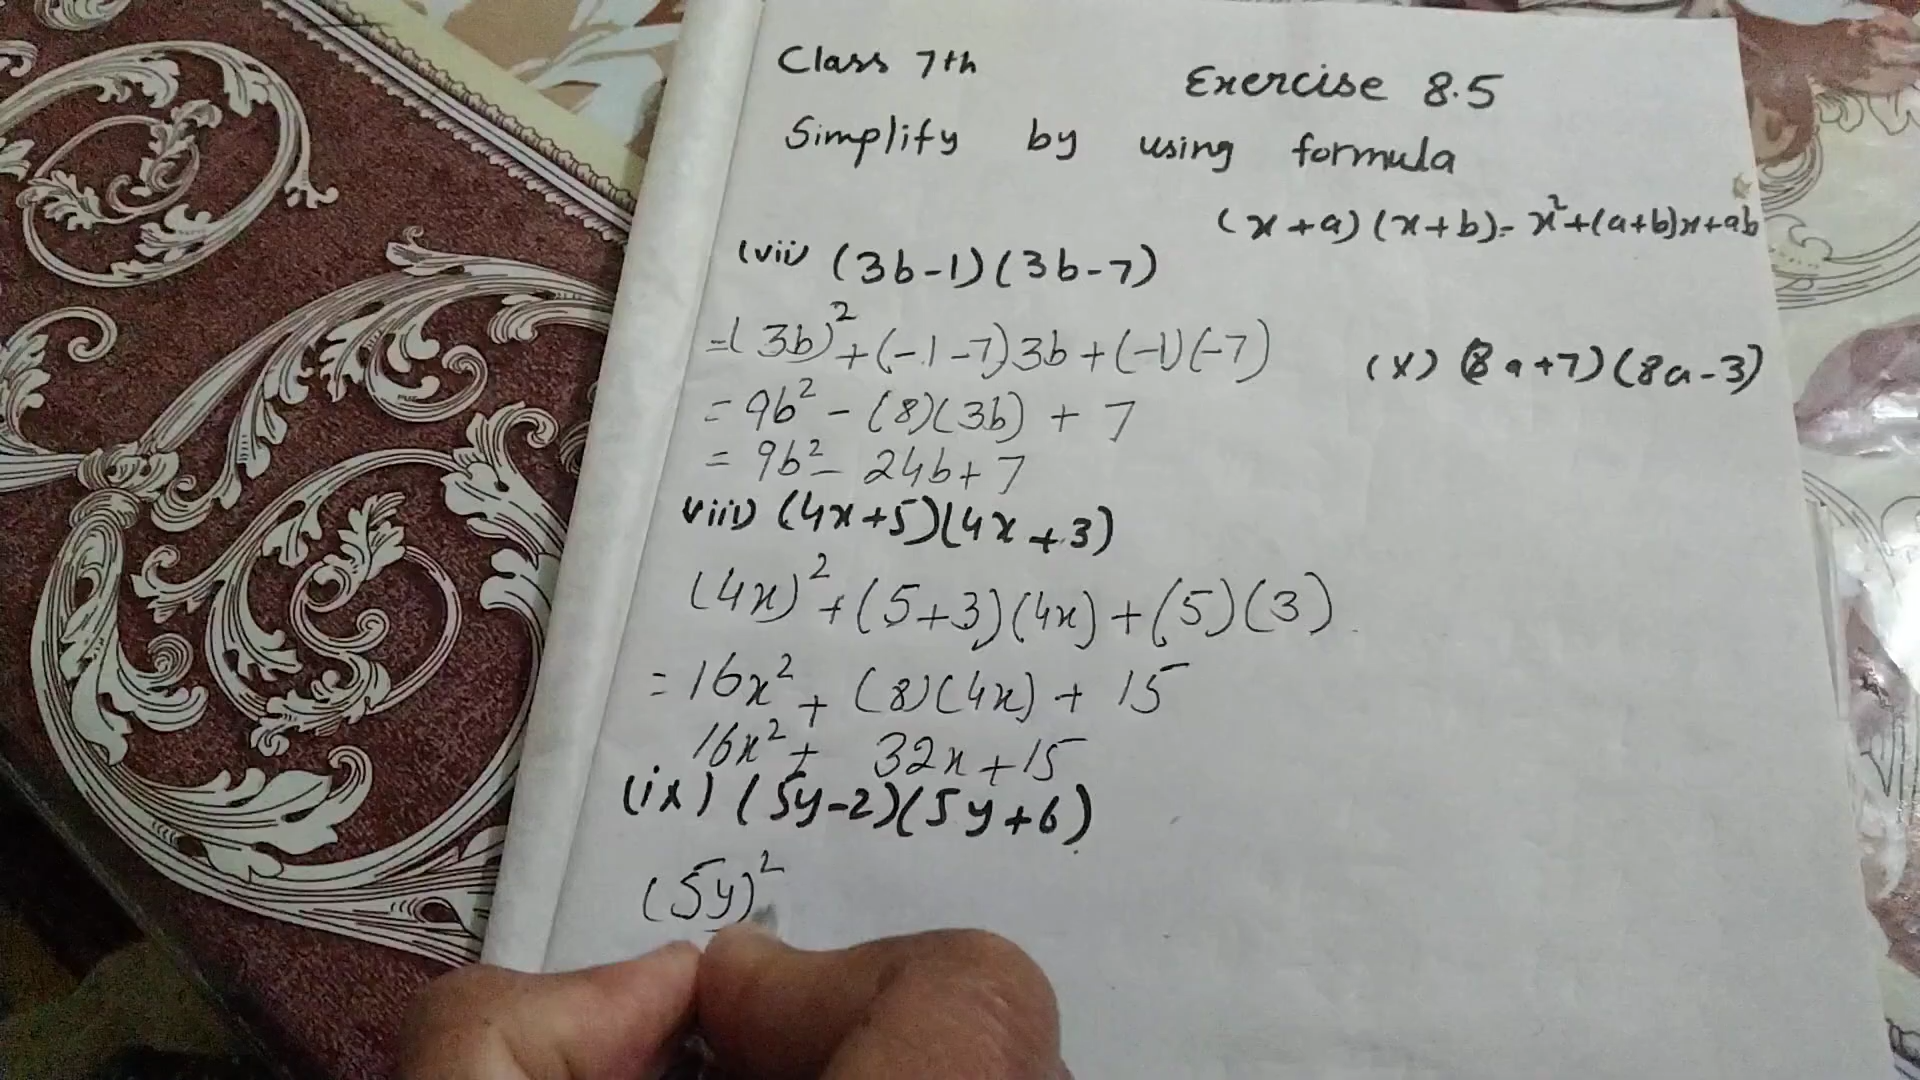 Class 7th
Exercise 8.5
Simplify by using formula
(x+a)(x+b)= x²+(a+b)x+ab
(vii) (3b-1)(3b-7)
=(3b)²+(-1-7)3b+(-1)(-7)
= 9b² - (8)(3b) + 7
= 9b² - 24b+7
viii) (4x+5)(4x+3)
(4x)²+(5+3)(4x)+(5)(3)
= 16x² + (8)(4x) + 15
16x² + 32x+15
(ix) (5y-2)(5y+6)
(5y)²
(x) (8a+7)(8a-3)